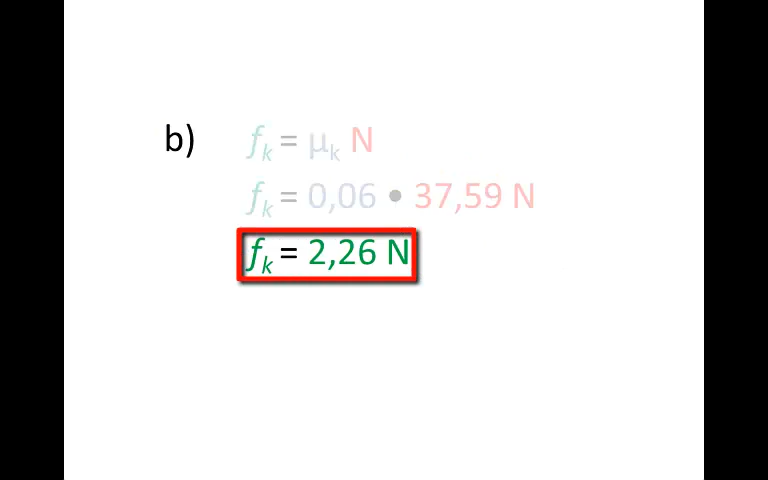 b) fₖ = μₖ N
fₖ = 0,06 • 37,59 N
fₖ = 2,26 N